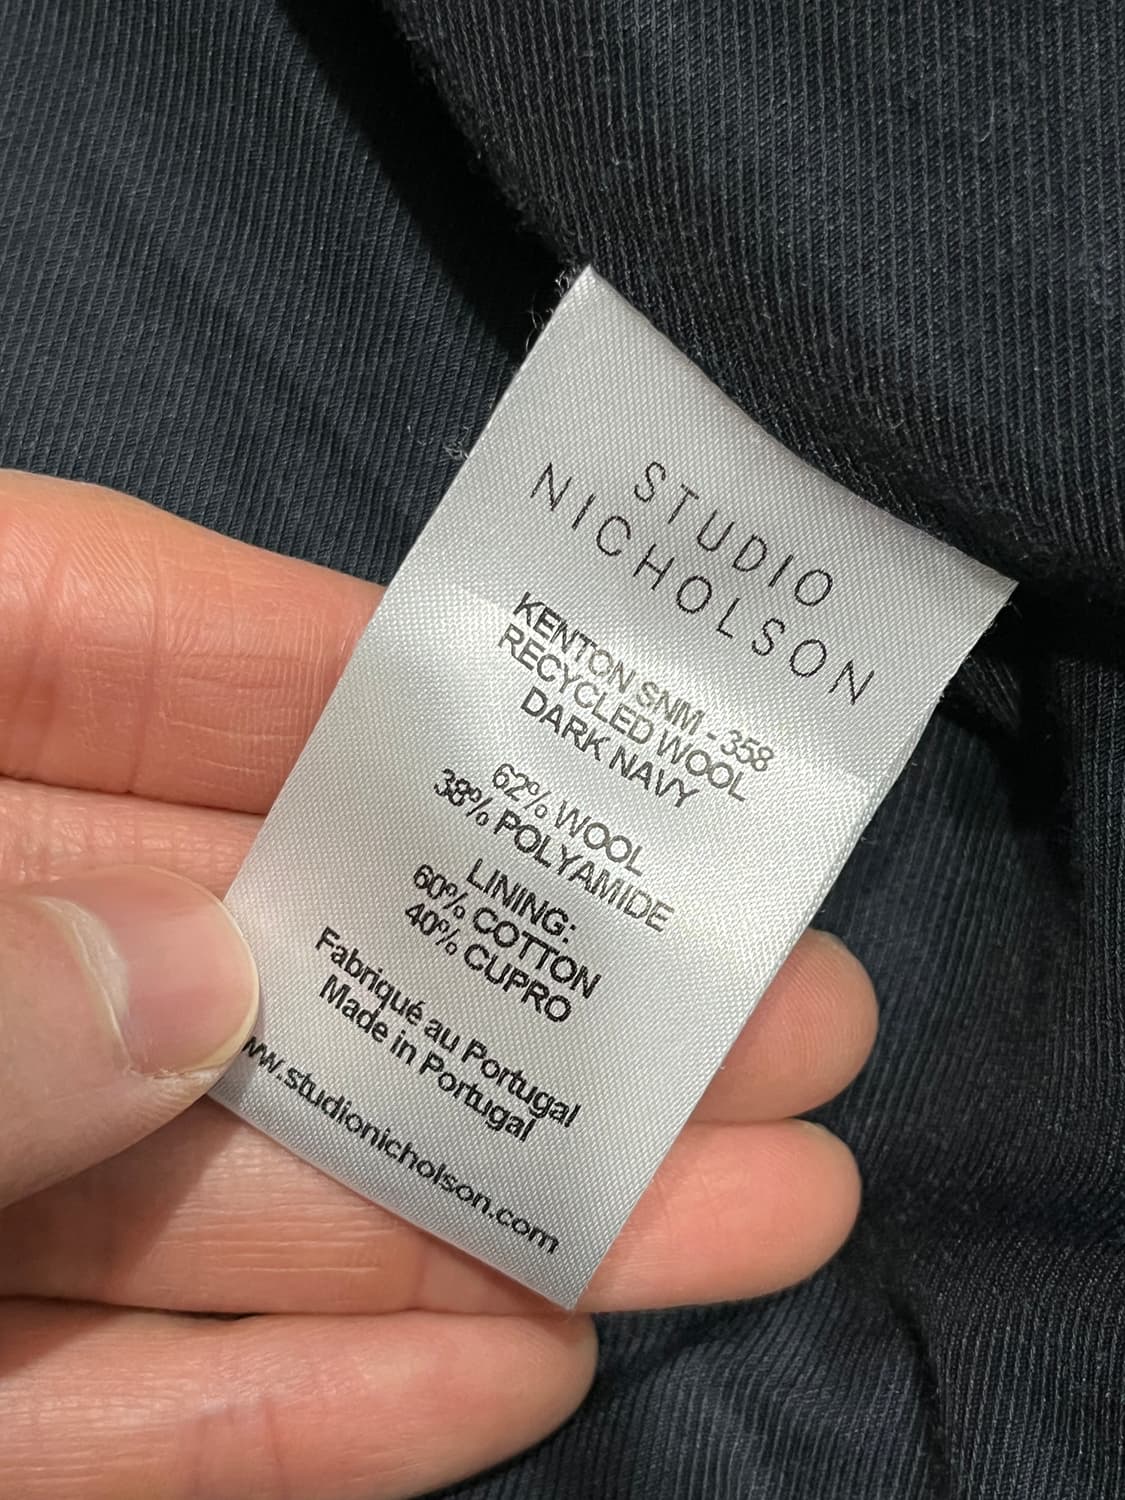 STUDIO
NICHOLSON
KENTON SNM - 358
RECYCLED WOOL
DARK NAVY
62% WOOL
38% POLYAMIDE
LINING:
60% COTTON
40% CUPRO
Fabriqué au Portugal
Made in Portugal
ww.studionicholson.com